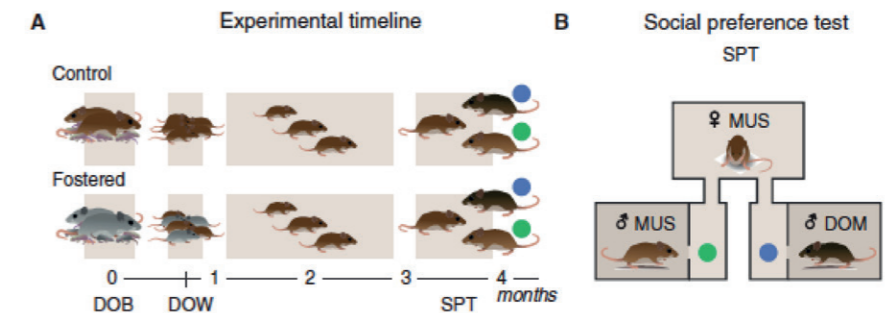 A Experimental timeline
Control
Fostered
0 1 2 3 4
DOB DOW SPT months
B Social preference test
SPT
♀ MUS
♂ MUS ♂ DOM